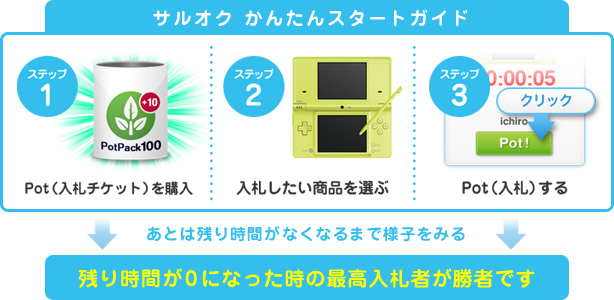 サルオク かんたんスタートガイド
ステップ
1
+10
PotPack100
Pot(入札チケット)を購入
ステップ
2
入札したい商品を選ぶ
ステップ
3
0:00:05
クリック
ichiro
Pot!
Pot(入札)する
あとは残り時間がなくなるまで様子をみる
残り時間が0になった時の最高入札者が勝者です